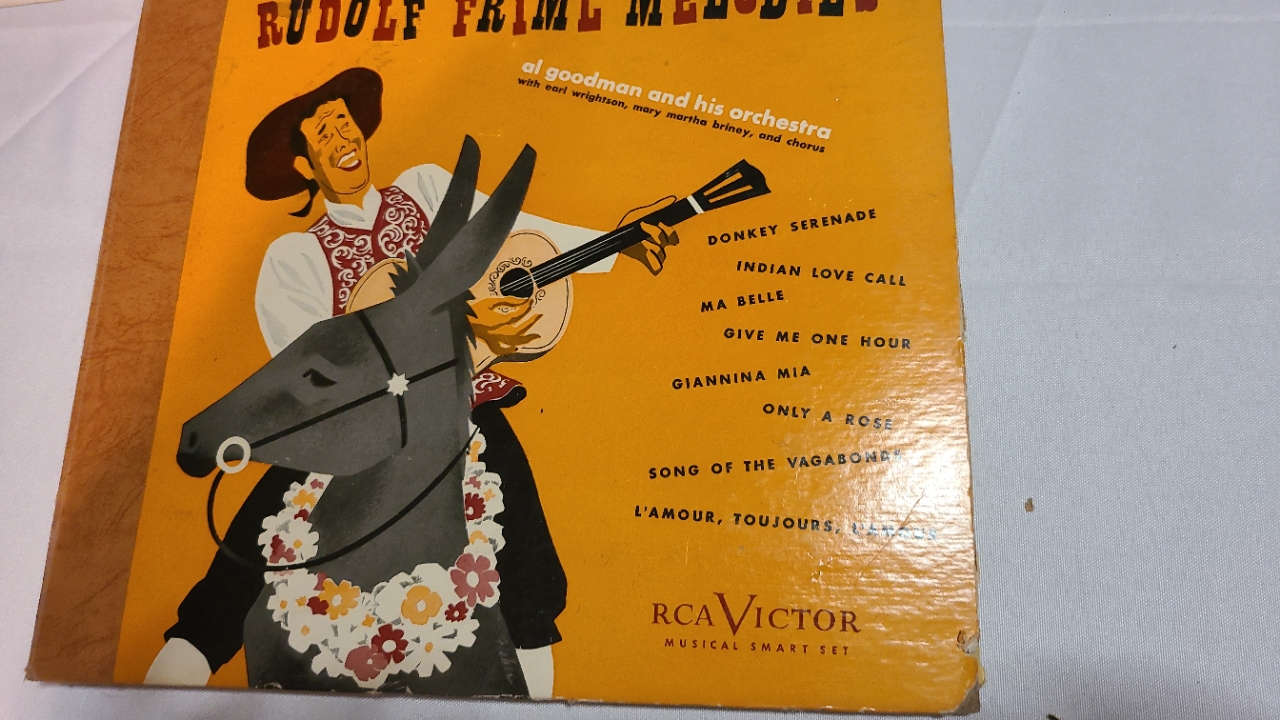 RUDOLF FRIML MELODIES
al goodman and his orchestra
with earl wrightson, mary martha briney, and chorus
DONKEY SERENADE
INDIAN LOVE CALL
MA BELLE
GIVE ME ONE HOUR
GIANNINA MIA
ONLY A ROSE
SONG OF THE VAGABONDS
L'AMOUR, TOUJOURS, L'AMOUR
RCA VICTOR
MUSICAL SMART SET